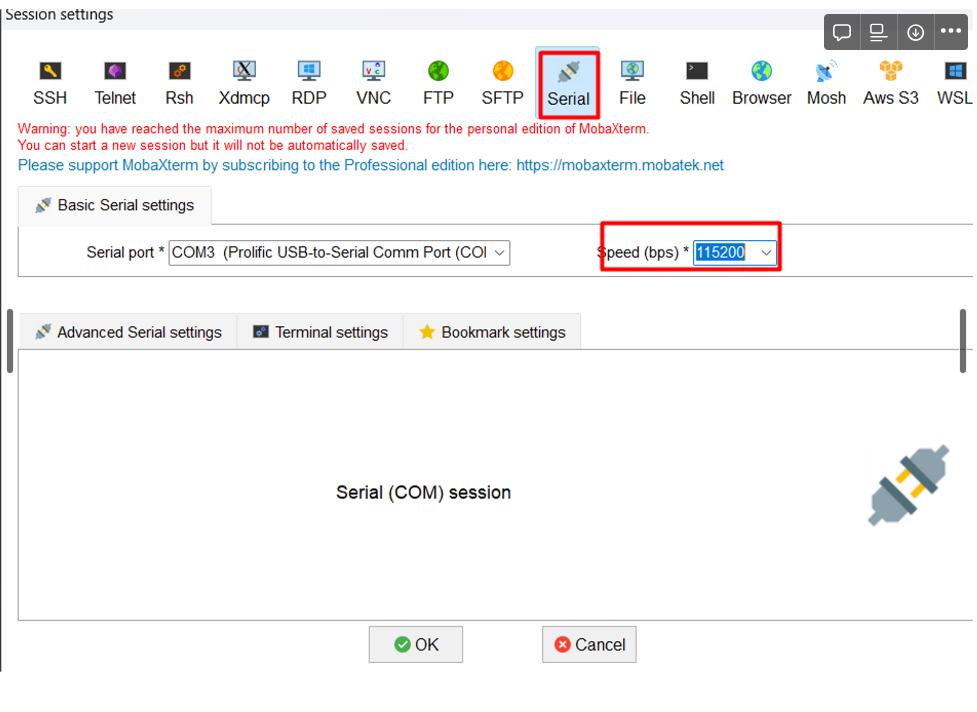 Session settings
SSH Telnet Rsh Xdmcp RDP VNC FTP SFTP Serial File Shell Browser Mosh Aws S3 WSL
Warning: you have reached the maximum number of saved sessions for the personal edition of MobaXterm.
You can start a new session but it will not be automatically saved.
Please support MobaXterm by subscribing to the Professional edition here: https://mobaxterm.mobatek.net
Basic Serial settings
Serial port * COM3 (Prolific USB-to-Serial Comm Port (COI Speed (bps) * 115200
Advanced Serial settings Terminal settings Bookmark settings
Serial (COM) session
OK Cancel